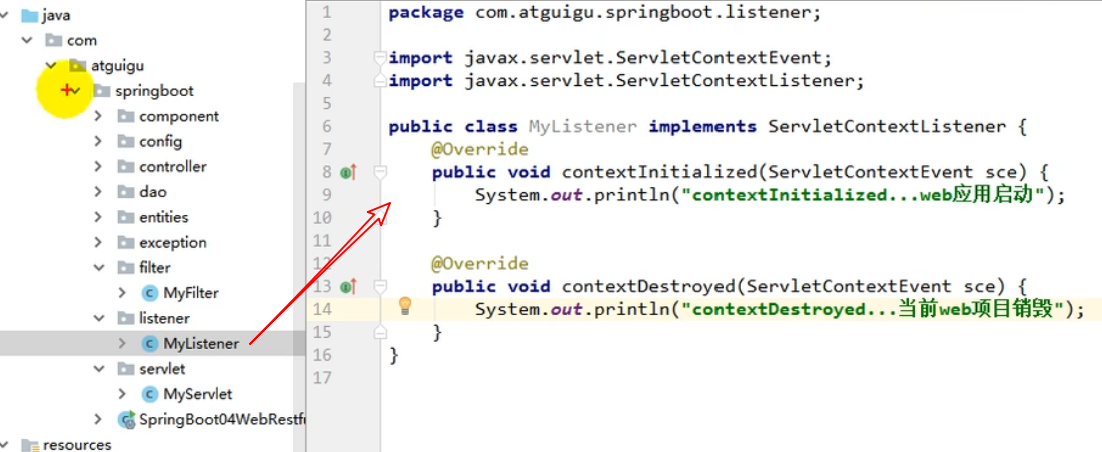 java
com
atguigu
springboot
component
config
controller
dao
entities
exception
filter
MyFilter
listener
MyListener
servlet
MyServlet
SpringBoot04WebRestfu
resources
1 package com.atguigu.springboot.listener;
2
3 import javax.servlet.ServletContextEvent;
4 import javax.servlet.ServletContextListener;
5
6 public class MyListener implements ServletContextListener {
7 @Override
8 public void contextInitialized(ServletContextEvent sce) {
9 System.out.println("contextInitialized...web应用启动");
10 }
11
12 @Override
13 public void contextDestroyed(ServletContextEvent sce) {
14 System.out.println("contextDestroyed...当前web项目销毁");
15 }
16 }
17